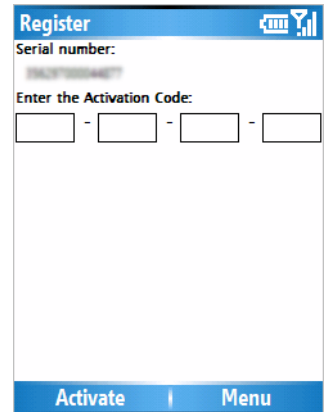 Register
Serial number:
Enter the Activation Code:
- - -
Activate Menu